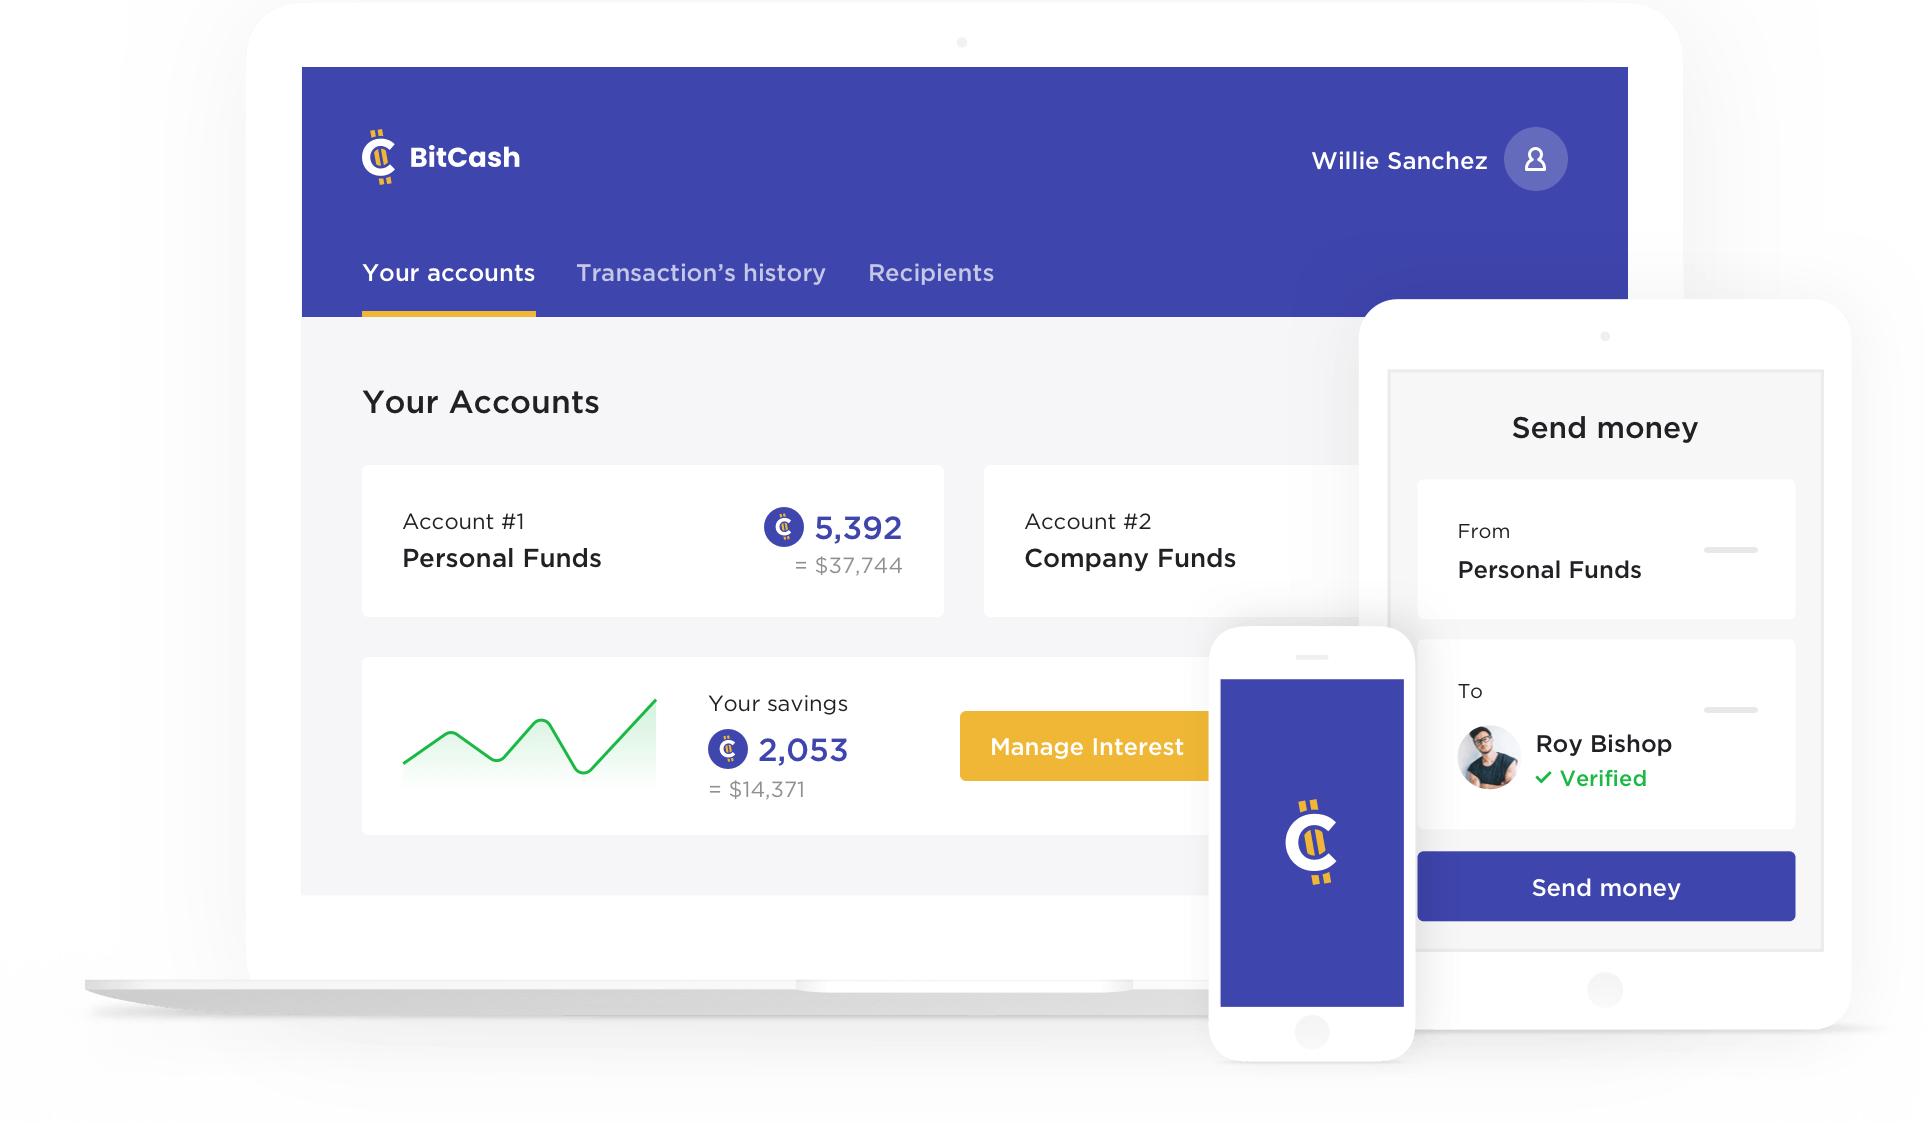 BitCash
Willie Sanchez
Your accounts
Transaction’s history
Recipients
Your Accounts
Account #1
Personal Funds
5,392
= $37,744
Account #2
Company Funds
Your savings
2,053
= $14,371
Manage Interest
Send money
From
Personal Funds
To
Roy Bishop
Verified
Send money